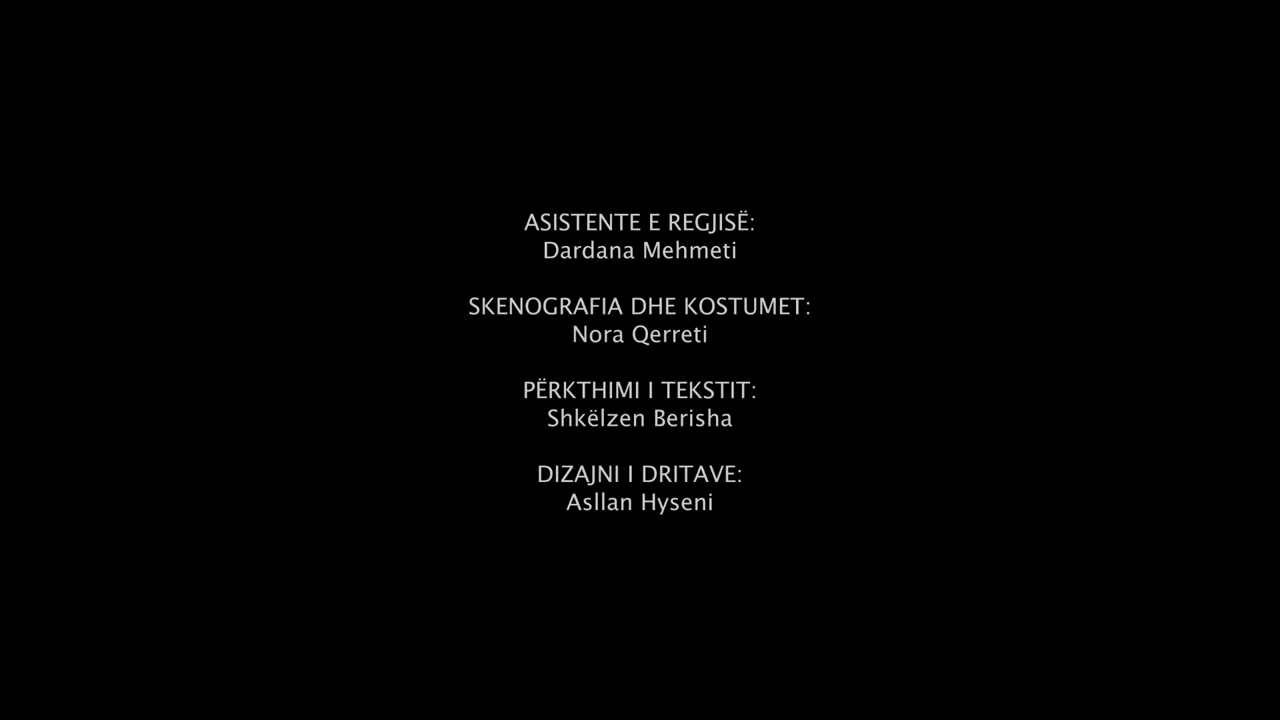 ASISTENTE E REGJISË:
Dardana Mehmeti
SKENOGRAFIA DHE KOSTUMET:
Nora Qerreti
PËRKTHIMI I TEKSTIT:
Shkëlzen Berisha
DIZAJNI I DRITAVE:
Asllan Hyseni